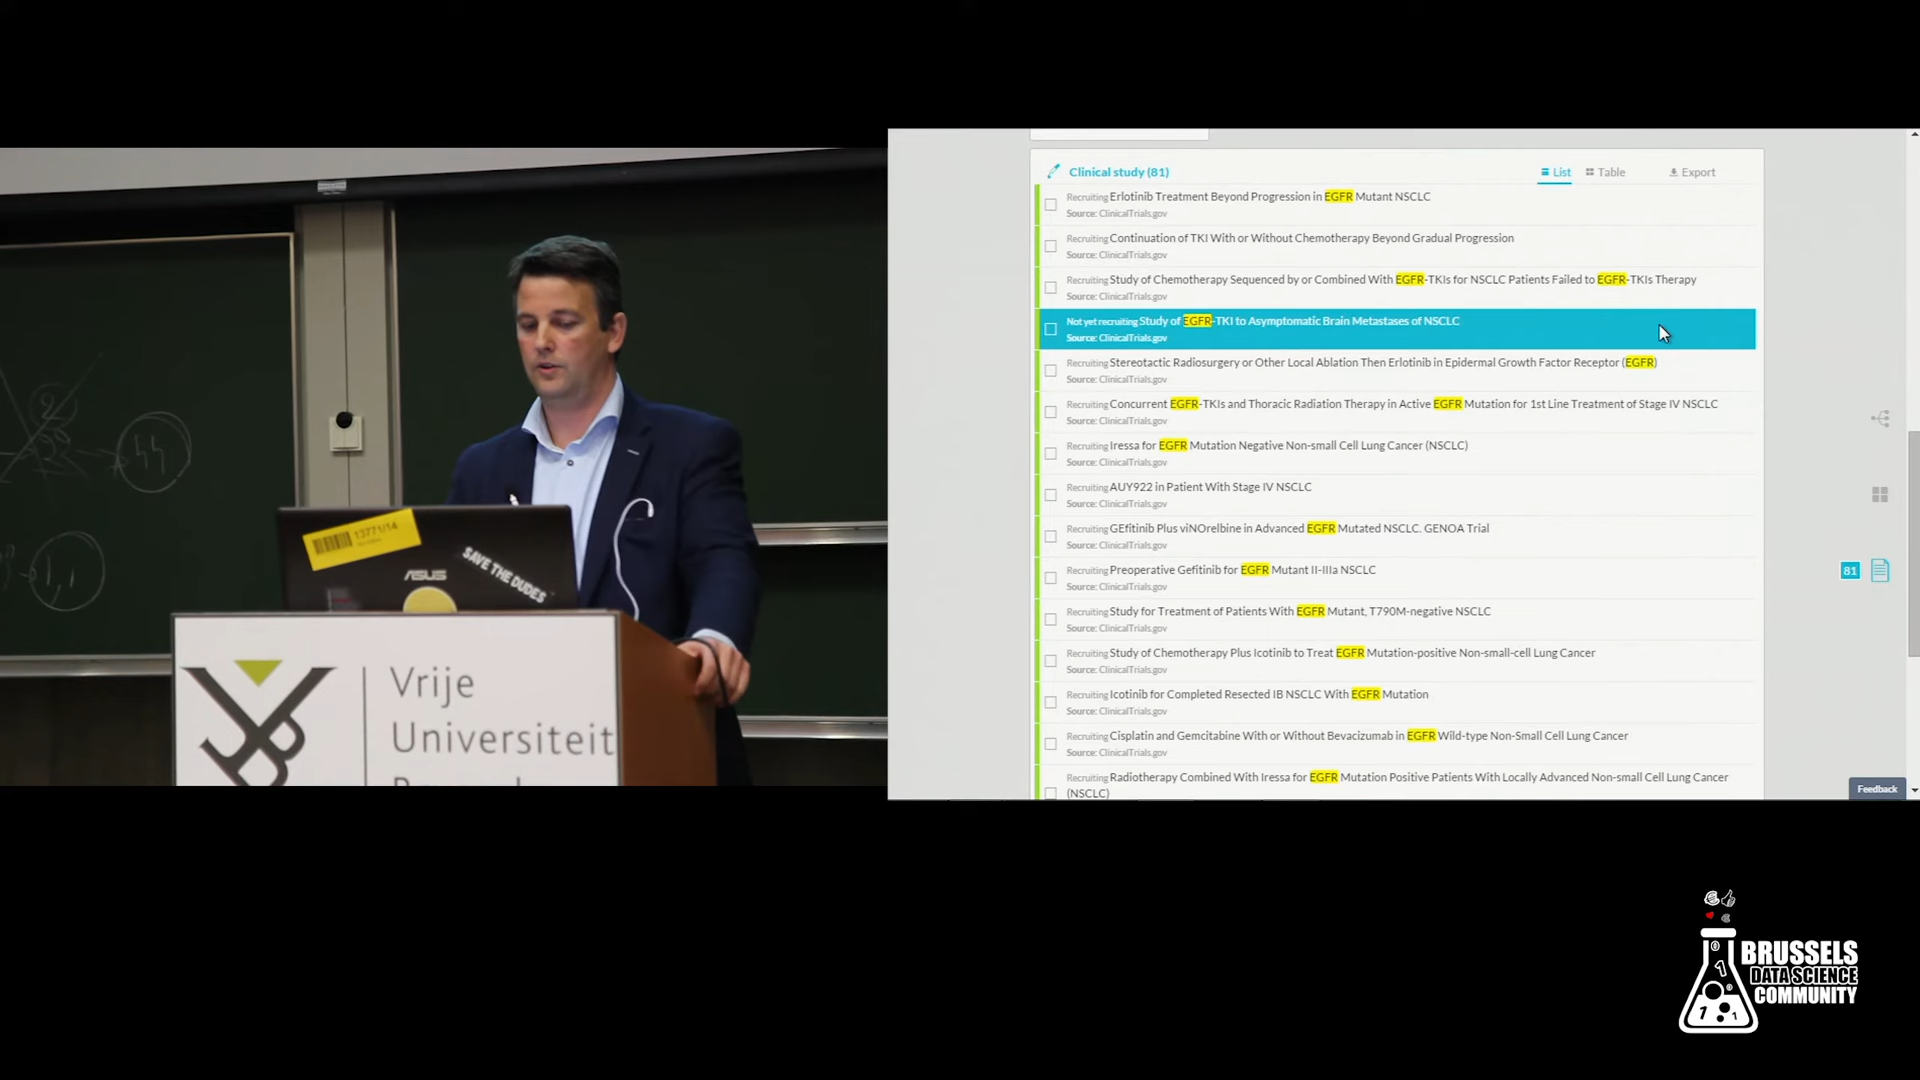 13771/14
ASUS
SAVE THE DUDES
Vrije
Universiteit
Clinical study (81)
List
Table
Export
Recruiting Erlotinib Treatment Beyond Progression in EGFR Mutant NSCLC
Source: ClinicalTrials.gov
Recruiting Continuation of TKI With or Without Chemotherapy Beyond Gradual Progression
Source: ClinicalTrials.gov
Recruiting Study of Chemotherapy Sequenced by or Combined With EGFR-TKIs for NSCLC Patients Failed to EGFR-TKIs Therapy
Source: ClinicalTrials.gov
Not yet recruiting Study of EGFR-TKI to Asymptomatic Brain Metastases of NSCLC
Source: ClinicalTrials.gov
Recruiting Stereotactic Radiosurgery or Other Local Ablation Then Erlotinib in Epidermal Growth Factor Receptor (EGFR)
Source: ClinicalTrials.gov
Recruiting Concurrent EGFR-TKIs and Thoracic Radiation Therapy in Active EGFR Mutation for 1st Line Treatment of Stage IV NSCLC
Source: ClinicalTrials.gov
Recruiting Iressa for EGFR Mutation Negative Non-small Cell Lung Cancer (NSCLC)
Source: ClinicalTrials.gov
Recruiting AUY922 in Patient With Stage IV NSCLC
Source: ClinicalTrials.gov
Recruiting GEfitinib Plus viNOrelbine in Advanced EGFR Mutated NSCLC. GENOA Trial
Source: ClinicalTrials.gov
Recruiting Preoperative Gefitinib for EGFR Mutant II-IIIa NSCLC
Source: ClinicalTrials.gov
Recruiting Study for Treatment of Patients With EGFR Mutant, T790M-negative NSCLC
Source: ClinicalTrials.gov
Recruiting Study of Chemotherapy Plus Icotinib to Treat EGFR Mutation-positive Non-small-cell Lung Cancer
Source: ClinicalTrials.gov
Recruiting Icotinib for Completed Resected IB NSCLC With EGFR Mutation
Source: ClinicalTrials.gov
Recruiting Cisplatin and Gemcitabine With or Without Bevacizumab in EGFR Wild-type Non-Small Cell Lung Cancer
Source: ClinicalTrials.gov
Recruiting Radiotherapy Combined With Iressa for EGFR Mutation Positive Patients With Locally Advanced Non-small Cell Lung Cancer
(NSCLC)
81
Feedback
BRUSSELS
DATA SCIENCE
COMMUNITY